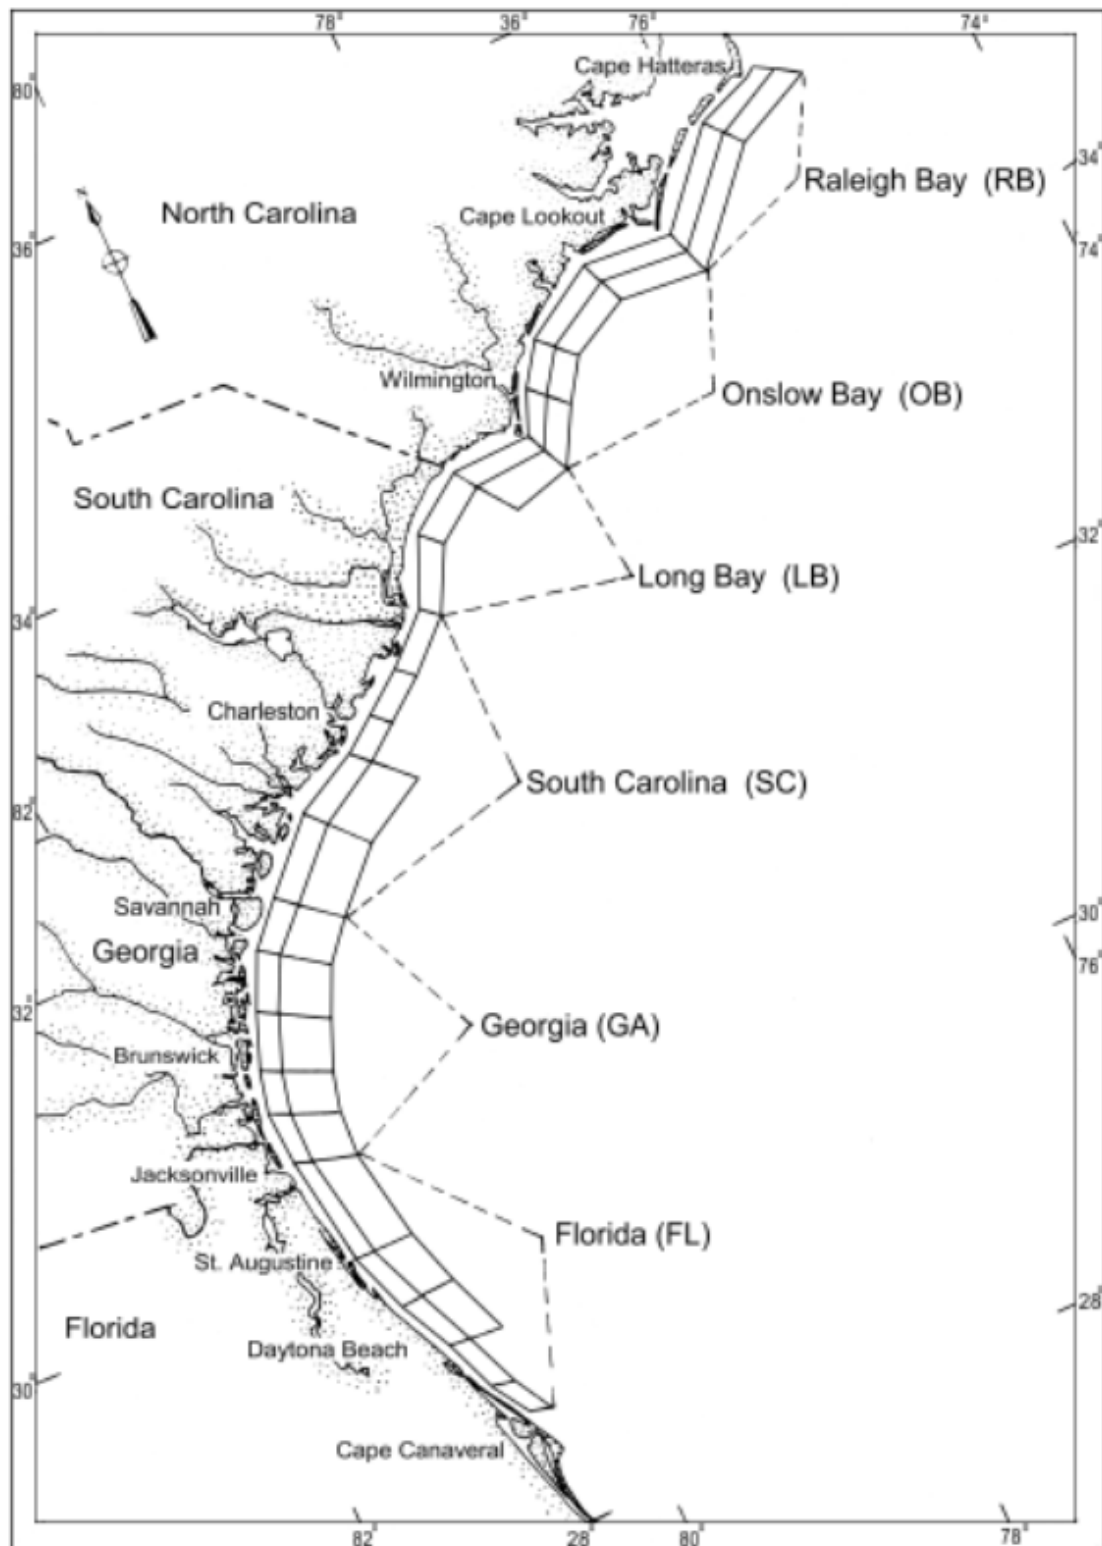 78° 36° 76° 74°
Cape Hatteras
80°
34°
Raleigh Bay (RB)
North Carolina
Cape Lookout
36°
74°
Wilmington
Onslow Bay (OB)
South Carolina
32°
Long Bay (LB)
34°
Charleston
South Carolina (SC)
82°
Savannah
30°
Georgia
76°
32°
Georgia (GA)
Brunswick
Jacksonville
Florida (FL)
St. Augustine
28°
Florida
Daytona Beach
30°
Cape Canaveral
82° 28° 80° 78°